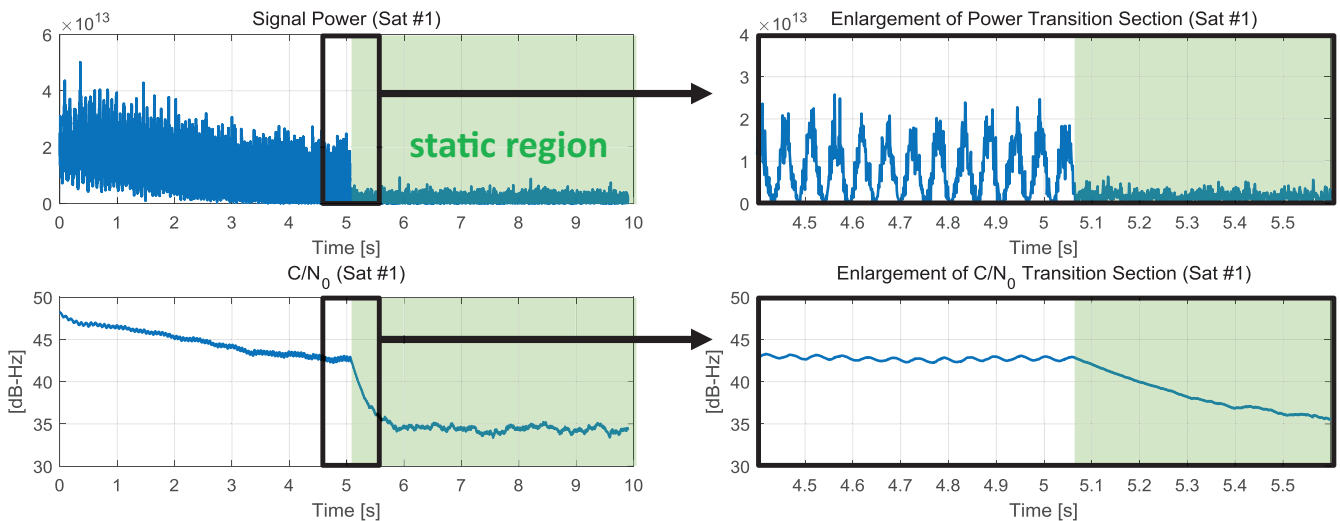 Signal Power (Sat #1)
×10^13
6
4
2
0
static region
0 1 2 3 4 5 6 7 8 9 10
Time [s]
Enlargement of Power Transition Section (Sat #1)
×10^13
4
3
2
1
0
4.5 4.6 4.7 4.8 4.9 5 5.1 5.2 5.3 5.4 5.5
Time [s]
C/N₀ (Sat #1)
50
45
40
35
30
[dB-Hz]
0 1 2 3 4 5 6 7 8 9 10
Time [s]
Enlargement of C/N₀ Transition Section (Sat #1)
50
45
40
35
30
[dB-Hz]
4.5 4.6 4.7 4.8 4.9 5 5.1 5.2 5.3 5.4 5.5
Time [s]